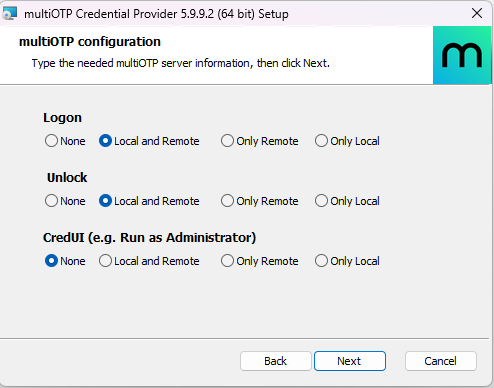 multiOTP Credential Provider 5.9.9.2 (64 bit) Setup
multiOTP configuration
Type the needed multiOTP server information, then click Next.
m
Logon
None Local and Remote Only Remote Only Local
Unlock
None Local and Remote Only Remote Only Local
CredUI (e.g. Run as Administrator)
None Local and Remote Only Remote Only Local
Back Next Cancel